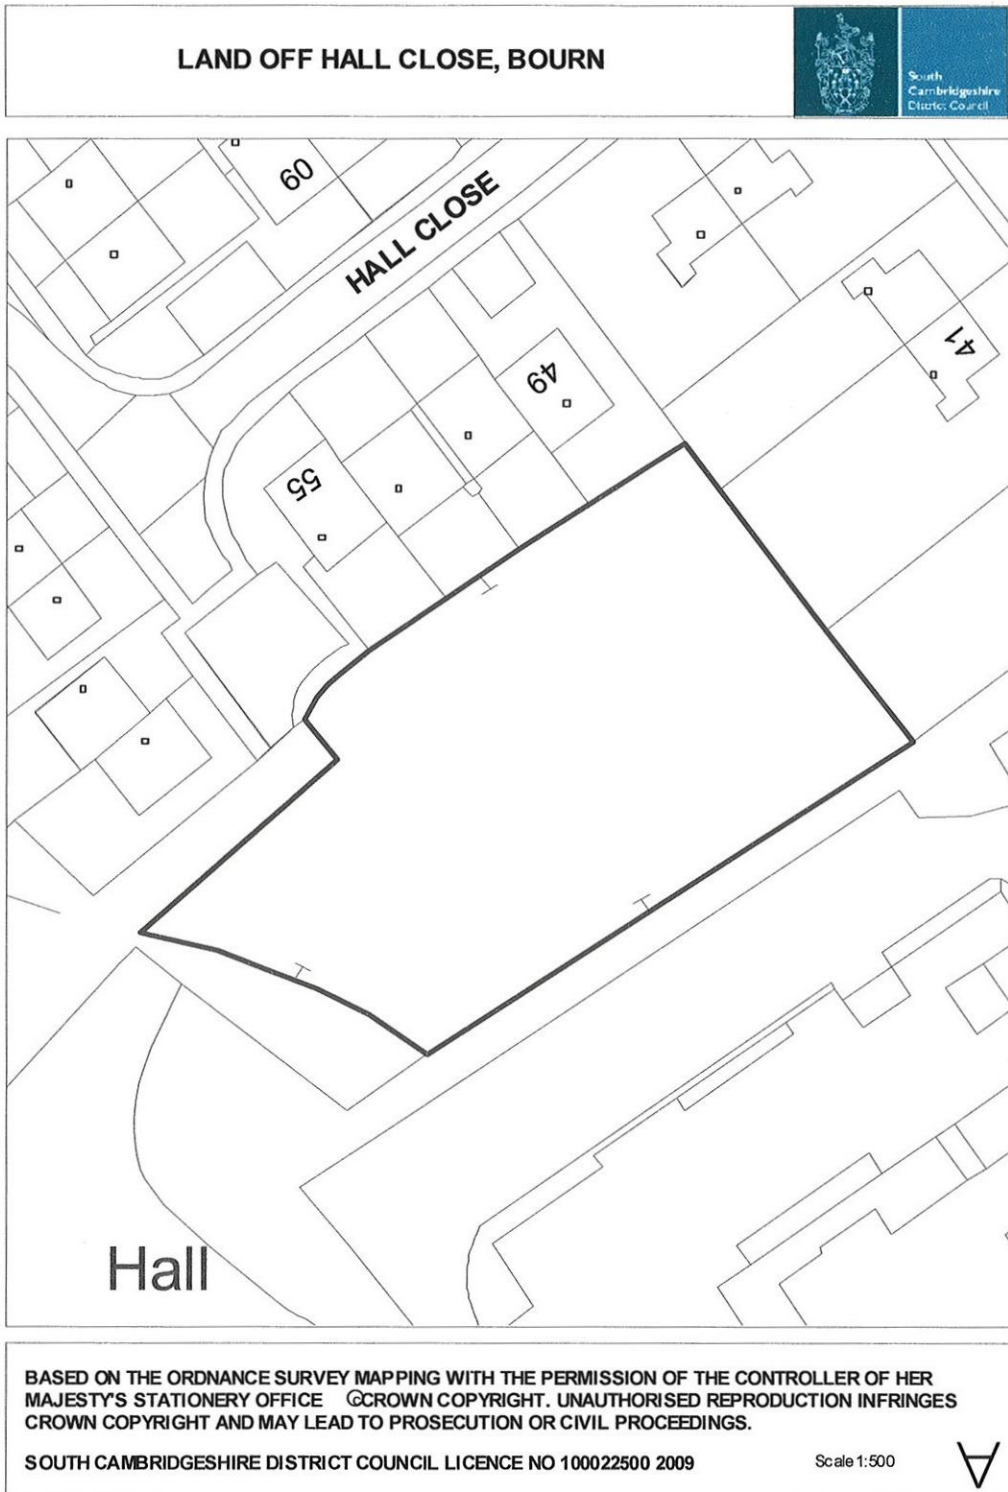 LAND OFF HALL CLOSE, BOURN
South
Cambridgeshire
District Council
60
HALL CLOSE
41
49
55
Hall
BASED ON THE ORDNANCE SURVEY MAPPING WITH THE PERMISSION OF THE CONTROLLER OF HER
MAJESTY'S STATIONERY OFFICE ©CROWN COPYRIGHT. UNAUTHORISED REPRODUCTION INFRINGES
CROWN COPYRIGHT AND MAY LEAD TO PROSECUTION OR CIVIL PROCEEDINGS.
SOUTH CAMBRIDGESHIRE DISTRICT COUNCIL LICENCE NO 100022500 2009
Scale 1:500